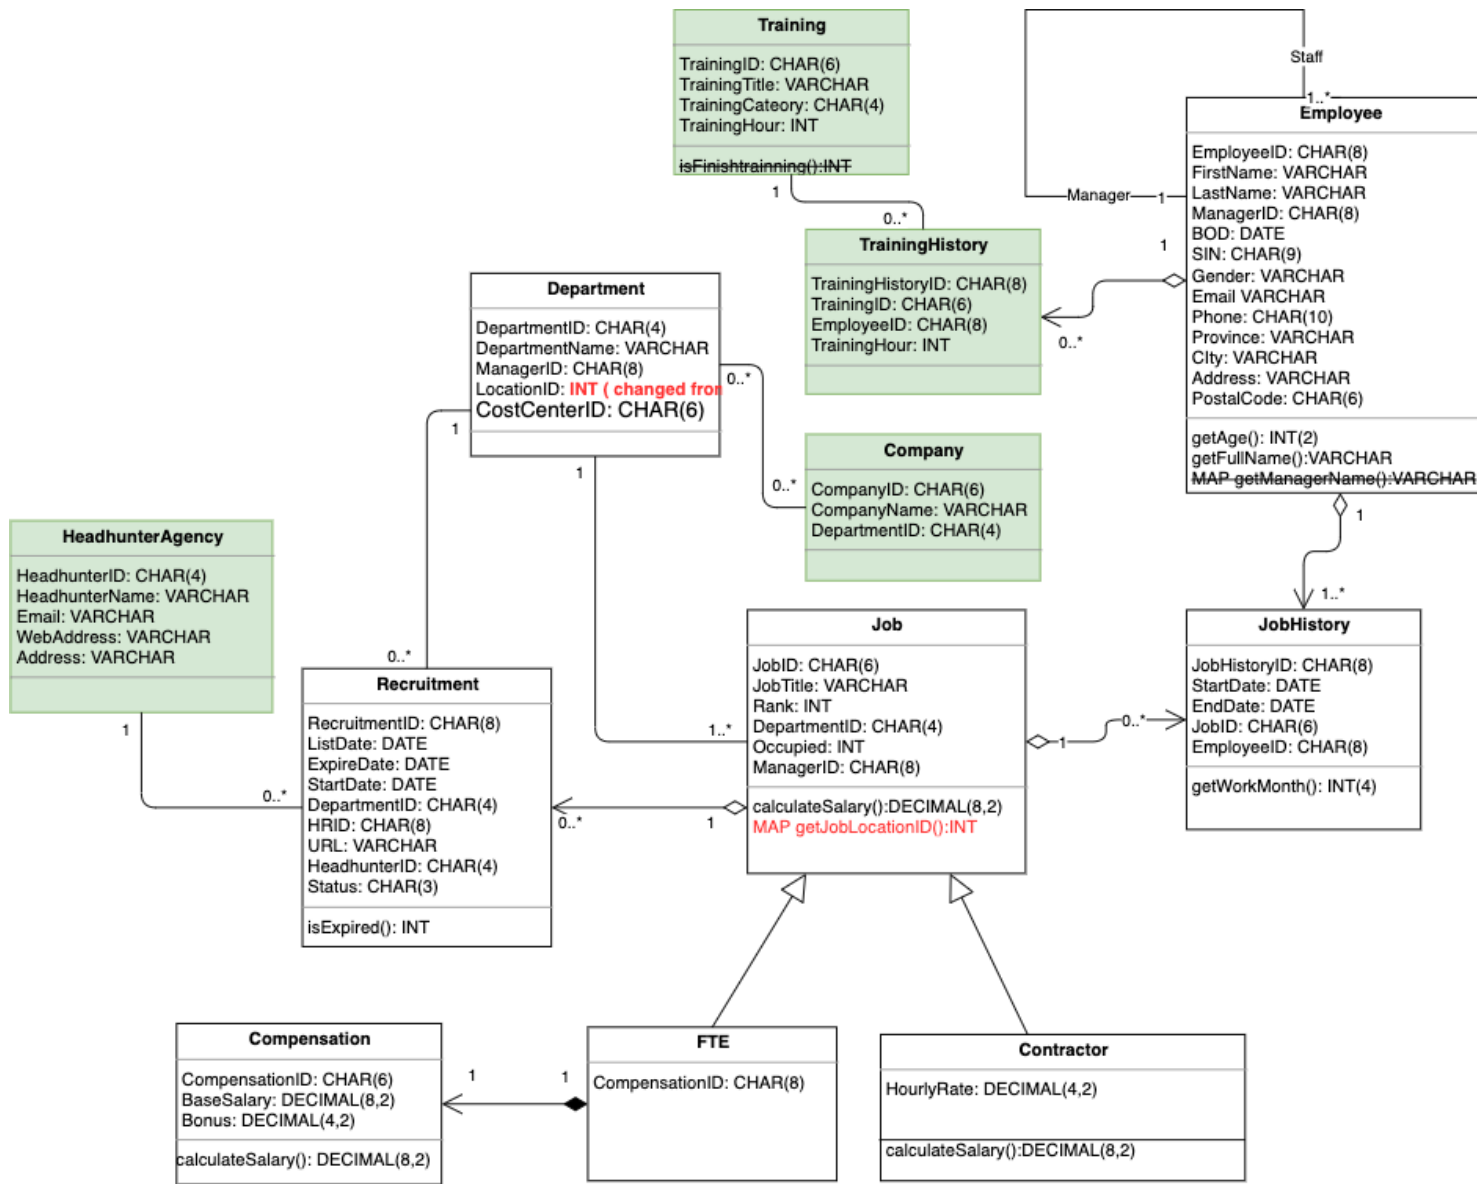 Training
TrainingID: CHAR(6)
TrainingTitle: VARCHAR
TrainingCateory: CHAR(4)
TrainingHour: INT
isFinishtrainning():INT
1
0..*
Staff
1..*
Manager
1
Employee
EmployeeID: CHAR(8)
FirstName: VARCHAR
LastName: VARCHAR
ManagerID: CHAR(8)
BOD: DATE
SIN: CHAR(9)
Gender: VARCHAR
Email VARCHAR
Phone: CHAR(10)
Province: VARCHAR
CIty: VARCHAR
Address: VARCHAR
PostalCode: CHAR(6)
getAge(): INT(2)
getFullName():VARCHAR
MAP getManagerName():VARCHAR
1
0..*
TrainingHistory
TrainingHistoryID: CHAR(8)
TrainingID: CHAR(6)
EmployeeID: CHAR(8)
TrainingHour: INT
Department
DepartmentID: CHAR(4)
DepartmentName: VARCHAR
ManagerID: CHAR(8)
LocationID: INT ( changed fron
CostCenterID: CHAR(6)
0..*
0..*
1
1
Company
CompanyID: CHAR(6)
CompanyName: VARCHAR
DepartmentID: CHAR(4)
1
1..*
HeadhunterAgency
HeadhunterID: CHAR(4)
HeadhunterName: VARCHAR
Email: VARCHAR
WebAddress: VARCHAR
Address: VARCHAR
1
0..*
0..*
Recruitment
RecruitmentID: CHAR(8)
ListDate: DATE
ExpireDate: DATE
StartDate: DATE
DepartmentID: CHAR(4)
HRID: CHAR(8)
URL: VARCHAR
HeadhunterID: CHAR(4)
Status: CHAR(3)
isExpired(): INT
1..*
0..*
1
Job
JobID: CHAR(6)
JobTitle: VARCHAR
Rank: INT
DepartmentID: CHAR(4)
Occupied: INT
ManagerID: CHAR(8)
calculateSalary():DECIMAL(8,2)
MAP getJobLocationID():INT
1
0..*
JobHistory
JobHistoryID: CHAR(8)
StartDate: DATE
EndDate: DATE
JobID: CHAR(6)
EmployeeID: CHAR(8)
getWorkMonth(): INT(4)
Compensation
CompensationID: CHAR(6)
BaseSalary: DECIMAL(8,2)
Bonus: DECIMAL(4,2)
calculateSalary(): DECIMAL(8,2)
1
1
FTE
CompensationID: CHAR(8)
Contractor
HourlyRate: DECIMAL(4,2)
calculateSalary():DECIMAL(8,2)